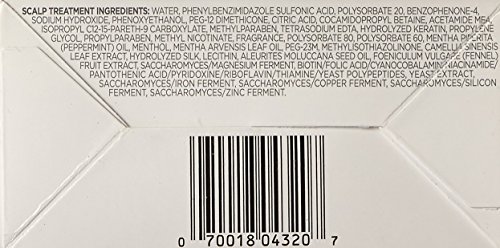 SCALP TREATMENT INGREDIENTS: WATER, PHENYLBENZIMIDAZOLE SULFONIC ACID, POLYSORBATE 20, BENZOPHENONE-4,
SODIUM HYDROXIDE, PHENOXYETHANOL, PEG-12 DIMETHICONE, CITRIC ACID, COCAMIDOPROPYL BETAINE, ACETAMIDE MEA,
ISOPROPYL C12-15-PARETH-9 CARBOXYLATE, METHYLPARABEN, TETRASODIUM EDTA, HYDROLYZED KERATIN, PROPYLENE
GLYCOL, PROPYLPARABEN, METHYL NICOTINATE, FRAGRANCE, POLYSORBATE 80, POLYSORBATE 60, MENTHA PIPERITA
(PEPPERMINT) OIL, MENTHOL, MENTHA ARVENSIS LEAF OIL, PEG-23M, METHYLISOTHIAZOLINONE, CAMELLIA SINENSIS
LEAF EXTRACT, HYDROLYZED SILK, LECITHIN, ALEURITES MOLUCCANA SEED OIL, FOENICULUM VULGARE (FENNEL)
FRUIT EXTRACT, SACCHAROMYCES/MAGNESIUM FERMENT, BIOTIN/FOLIC ACID/CYANOCOBALAMIN/NIACINAMIDE/
PANTOTHENIC ACID/PYRIDOXINE/RIBOFLAVIN/THIAMINE/YEAST POLYPEPTIDES, YEAST EXTRACT,
SACCHAROMYCES/IRON FERMENT, SACCHAROMYCES/COPPER FERMENT, SACCHAROMYCES/SILICON
FERMENT, SACCHAROMYCES/ZINC FERMENT.
0 70018 04320 7